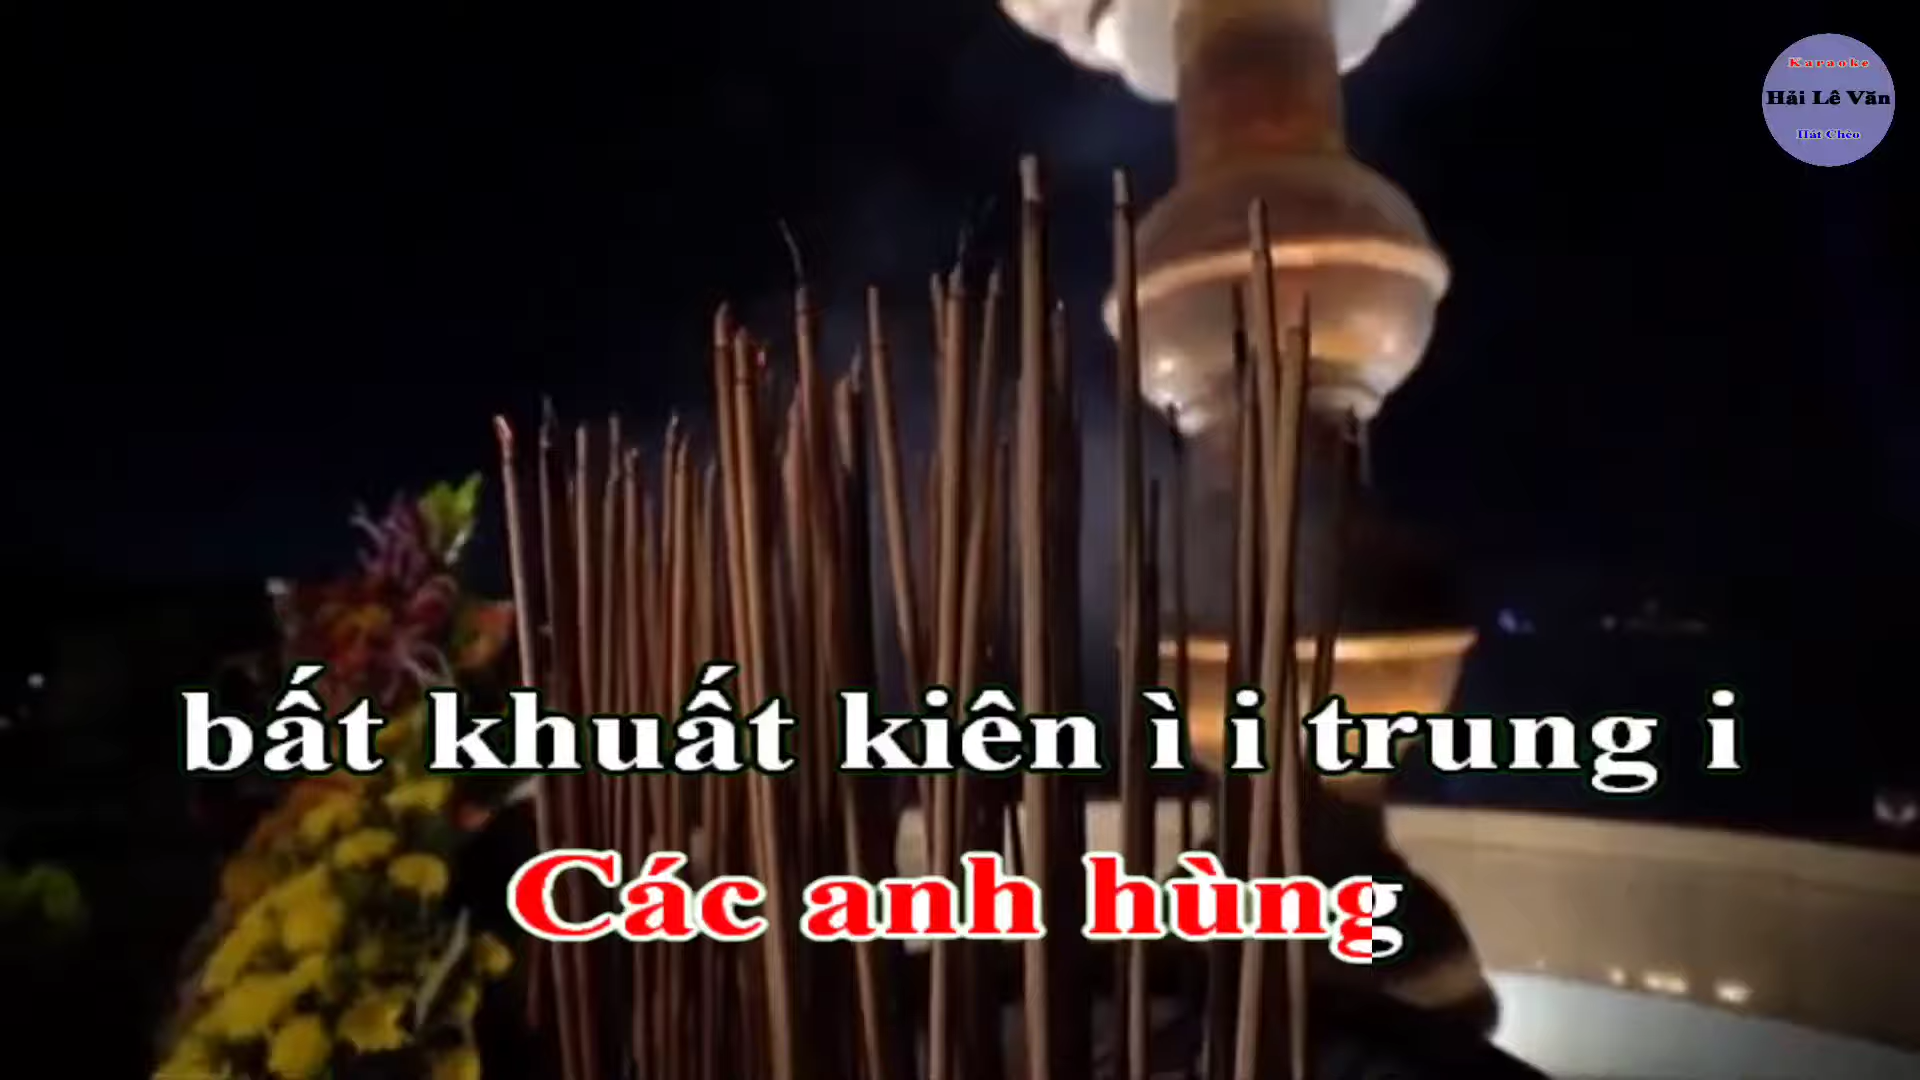 Karaoke
Hải Lê Văn
Hát Chèo
bất khuất kiên ì i trung i
Các anh hùng